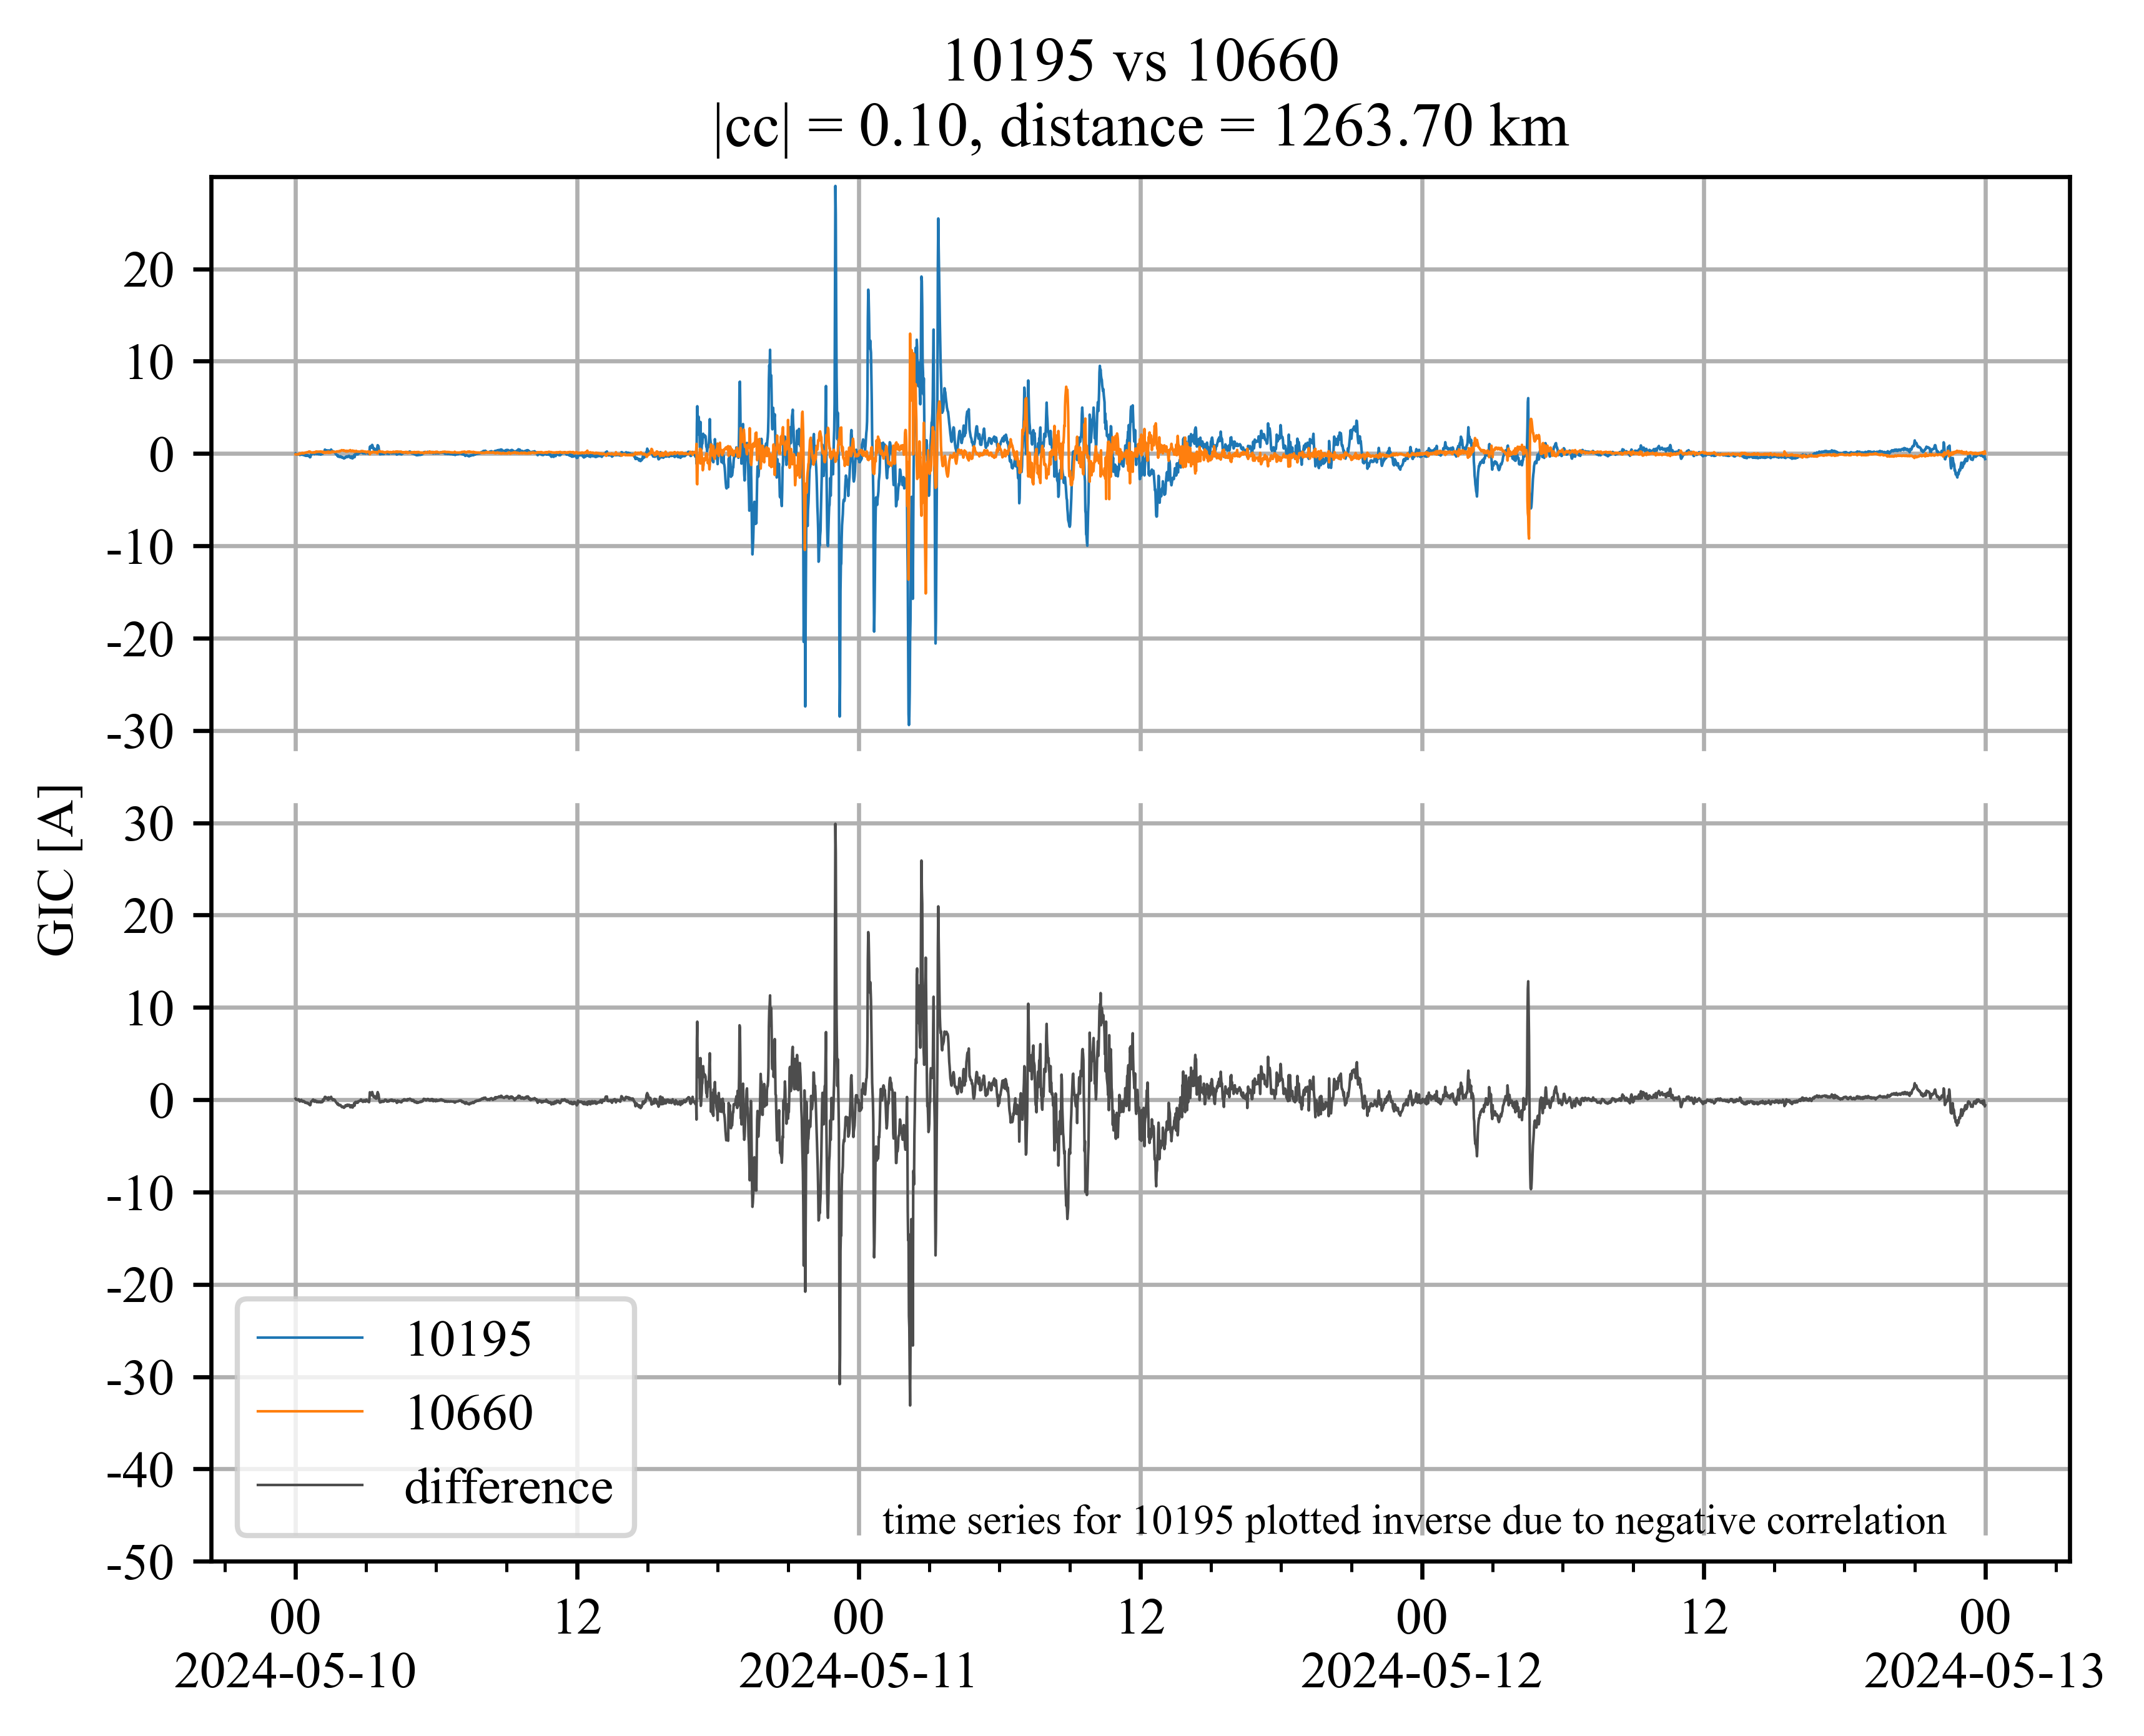 10195 vs 10660
|cc| = 0.10, distance = 1263.70 km
20
10
0
-10
-20
-30
30
20
10
0
-10
-20
-30
-40
-50
GIC [A]
10195
10660
difference
time series for 10195 plotted inverse due to negative correlation
00 12 00 12 00 12 00
2024-05-10 2024-05-11 2024-05-12 2024-05-13